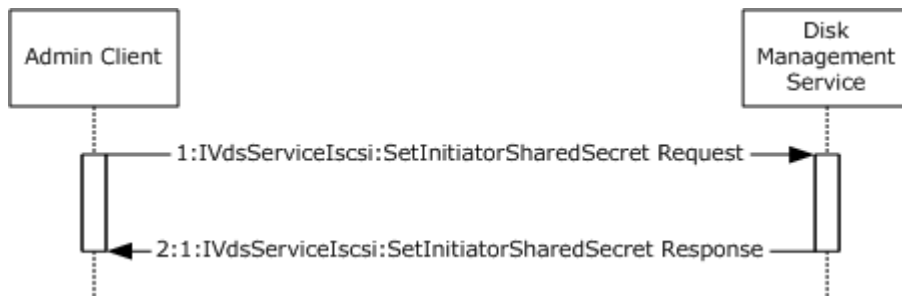 Admin Client
Disk
Management
Service
1:IVdsServiceIscsi:SetInitiatorSharedSecret Request
2:1:IVdsServiceIscsi:SetInitiatorSharedSecret Response